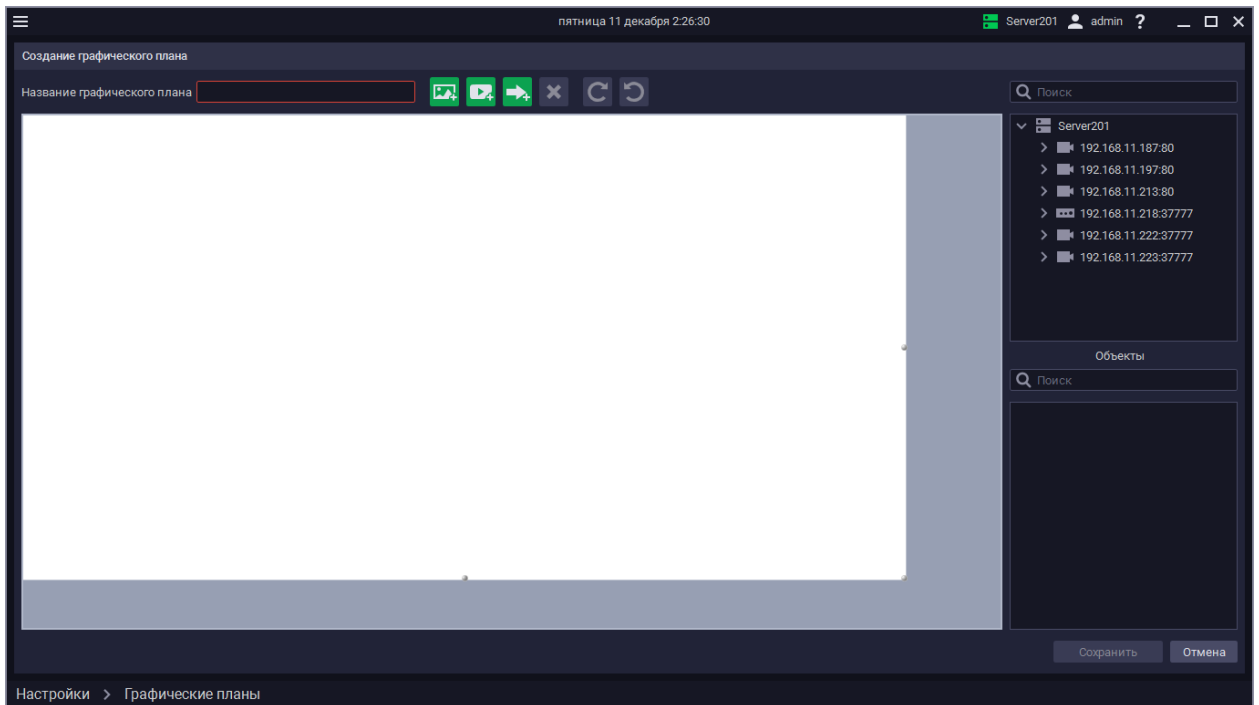 пятница 11 декабря 2:26:30
Server201 admin ?
Создание графического плана
Название графического плана
Поиск
Server201
192.168.11.187:80
192.168.11.197:80
192.168.11.213:80
192.168.11.218:37777
192.168.11.222:37777
192.168.11.223:37777
Объекты
Поиск
Сохранить Отмена
Настройки > Графические планы